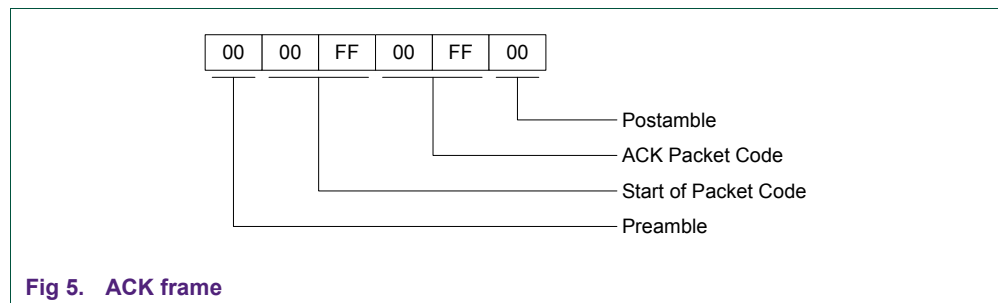 00 00 FF 00 FF 00
Postamble
ACK Packet Code
Start of Packet Code
Preamble
Fig 5. ACK frame